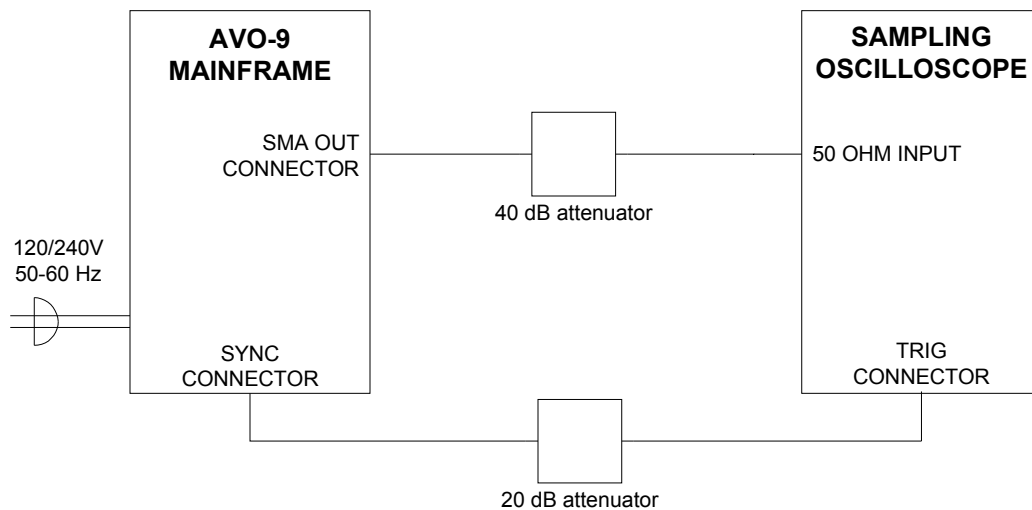 AVO-9
MAINFRAME
SAMPLING
OSCILLOSCOPE
SMA OUT
CONNECTOR
50 OHM INPUT
40 dB attenuator
120/240V
50-60 Hz
SYNC
CONNECTOR
TRIG
CONNECTOR
20 dB attenuator